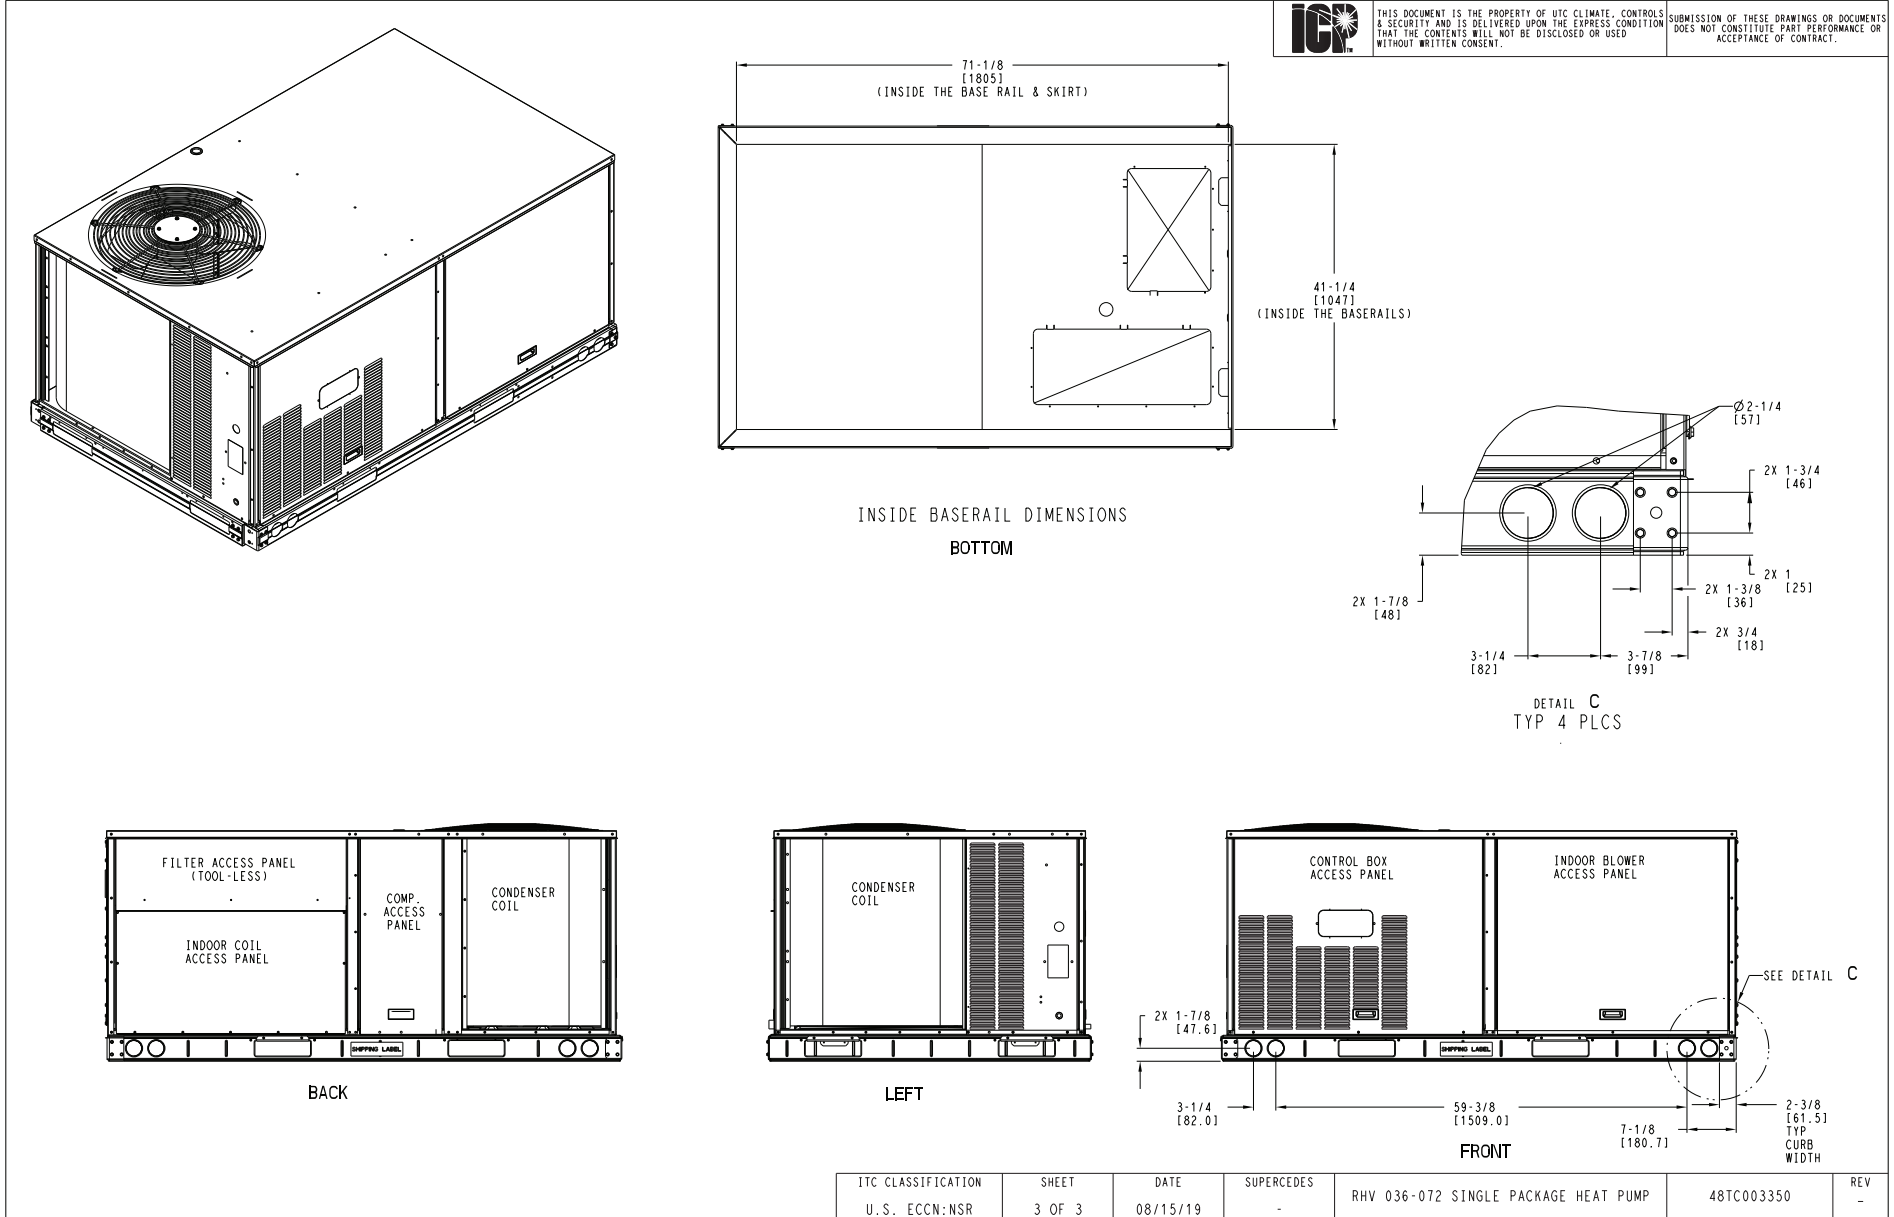 ICP
TM
THIS DOCUMENT IS THE PROPERTY OF UTC CLIMATE, CONTROLS
& SECURITY AND IS DELIVERED UPON THE EXPRESS CONDITION
THAT THE CONTENTS WILL NOT BE DISCLOSED OR USED
WITHOUT WRITTEN CONSENT.
SUBMISSION OF THESE DRAWINGS OR DOCUMENTS
DOES NOT CONSTITUTE PART PERFORMANCE OR
ACCEPTANCE OF CONTRACT.
71-1/8
[1805]
(INSIDE THE BASE RAIL & SKIRT)
41-1/4
[1047]
(INSIDE THE BASERAILS)
INSIDE BASERAIL DIMENSIONS
BOTTOM
Ø2-1/4
[57]
2X 1-3/4
[46]
2X 1
[25]
2X 1-3/8
[36]
2X 1-7/8
[48]
2X 3/4
[18]
3-1/4
[82]
3-7/8
[99]
DETAIL C
TYP 4 PLCS
FILTER ACCESS PANEL
(TOOL-LESS)
INDOOR COIL
ACCESS PANEL
COMP.
ACCESS
PANEL
CONDENSER
COIL
SHIPPING LABEL
BACK
CONDENSER
COIL
LEFT
CONTROL BOX
ACCESS PANEL
INDOOR BLOWER
ACCESS PANEL
SEE DETAIL C
2X 1-7/8
[47.6]
SHIPPING LABEL
3-1/4
[82.0]
59-3/8
[1509.0]
7-1/8
[180.7]
2-3/8
[61.5]
TYP
CURB
WIDTH
FRONT
ITC CLASSIFICATION
U.S. ECCN:NSR
SHEET
3 OF 3
DATE
08/15/19
SUPERCEDES
-
RHV 036-072 SINGLE PACKAGE HEAT PUMP
48TC003350
REV
-